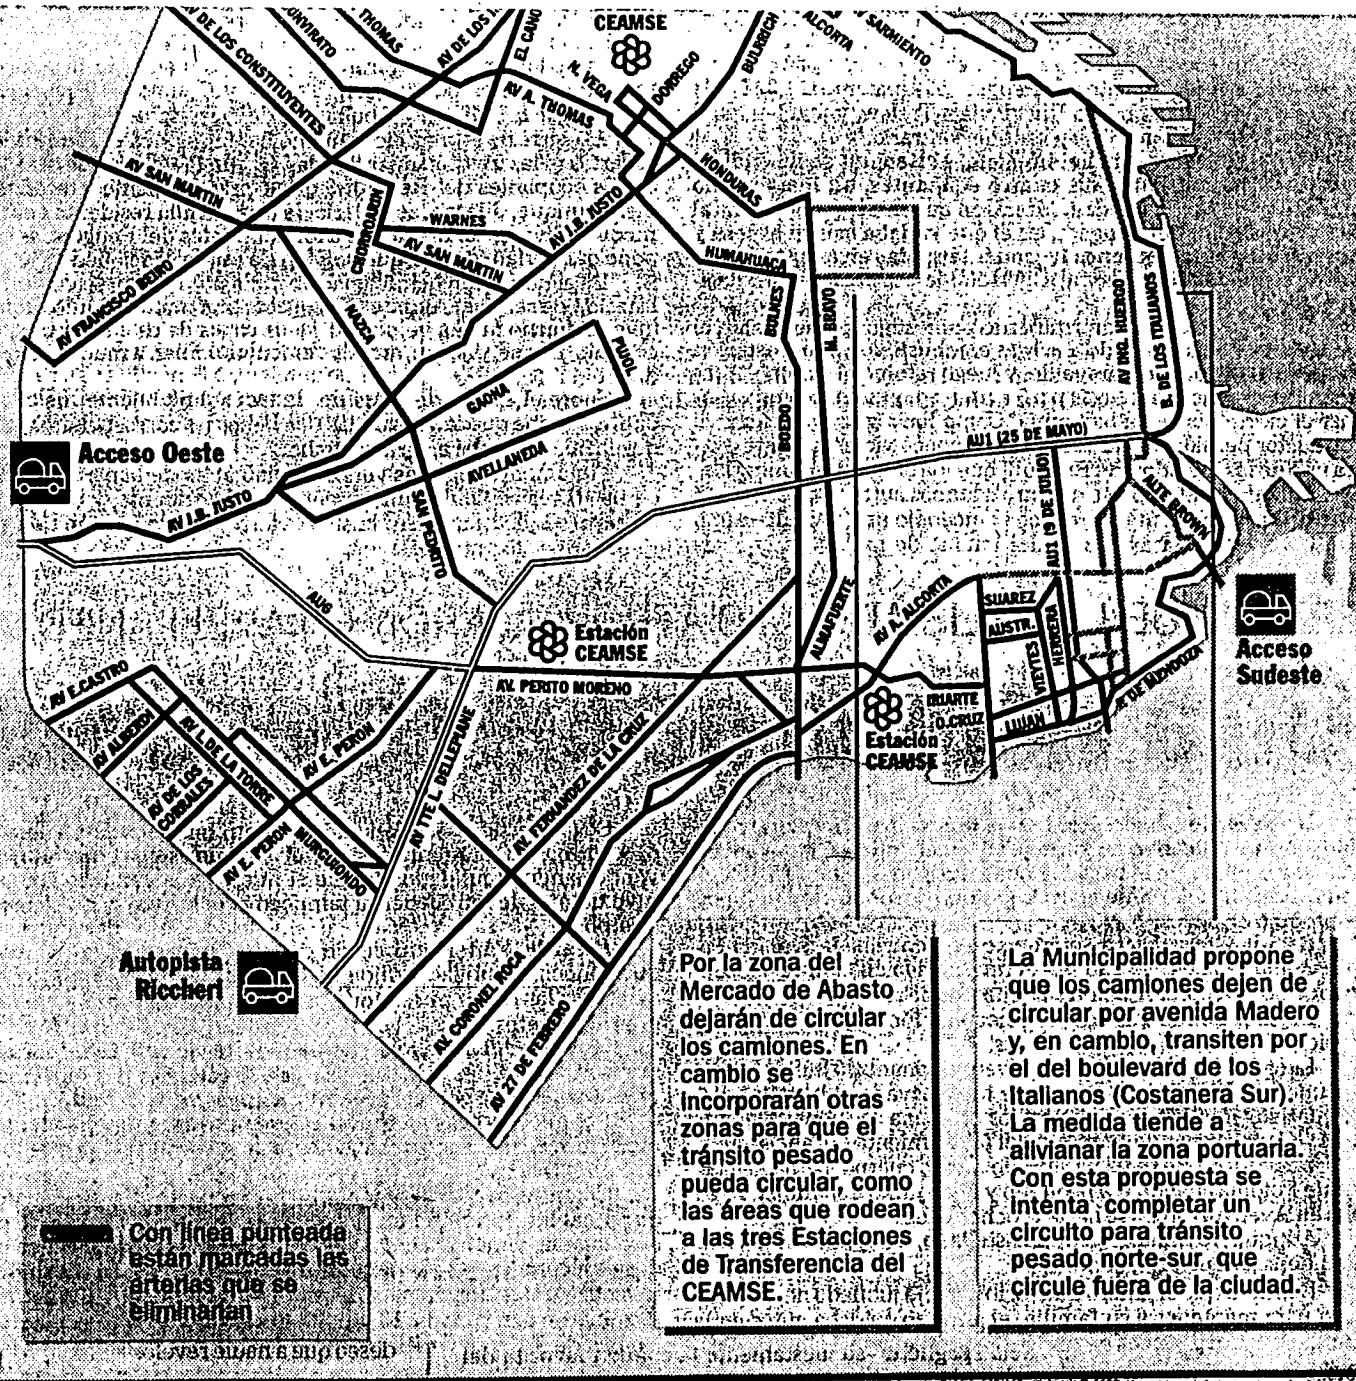 AV DE LOS CONSTITUYENTES
THOMAS
EL CANO
CEAMSE
N. VEGA
DORREGO
BULRRICH
ALCORTA
AV SARMIENTO
AV A. THOMAS
HONDURAS
AV SAN MARTIN
CHORROARIN
WARNES
AV SAN MARTIN
AV J.B. JUSTO
HUMAHUACA
BULNES
M. BRAVO
AV FRANCISCO BEIRO
NAZCA
PUJOL
GAONA
AVELLANEDA
BOEDO
AV ING. HUERGO
B. DE LOS ITALIANOS
AU1 (25 DE MAYO)
Acceso Oeste
AV J.B. JUSTO
SAN PEDRITO
AU1 (9 DE JULIO)
ALTE BROWN
AU6
Estación
CEAMSE
ALMAFUERTE
AV A. ALCORTA
SUAREZ
AUSTR.
VIEYTES
HERRERA
Acceso
Sudeste
AV E.CASTRO
AV ALBERDI
AV L. DE LA TORRE
AV DE LOS
CORRALES
AV E. PERON
AV E. PERON
MURGUIONDO
AV. PERITO MORENO
AV TTE L. DELLEPIANE
AV. FERNANDEZ DE LA CRUZ
IRIARTE
O.CRUZ
LUJAN
DE MENDOZA
Estación
CEAMSE
Autopista
Riccheri
AV. CORONEL ROCA
AV 27 DE FEBRERO
Por la zona del
Mercado de Abasto
dejarán de circular
los camiones. En
cambio se
incorporarán otras
zonas para que el
tránsito pesado
pueda circular, como
las áreas que rodean
a las tres Estaciones
de Transferencia del
CEAMSE.
La Municipalidad propone
que los camiones dejen de
circular por avenida Madero
y, en cambio, transiten por
el del boulevard de los
Italianos (Costanera Sur).
La medida tiende a
alivianar la zona portuaria.
Con esta propuesta se
intenta completar un
circuito para tránsito
pesado norte-sur que
circule fuera de la ciudad.
Con línea punteada
están marcadas las
arterias que se
eliminarían